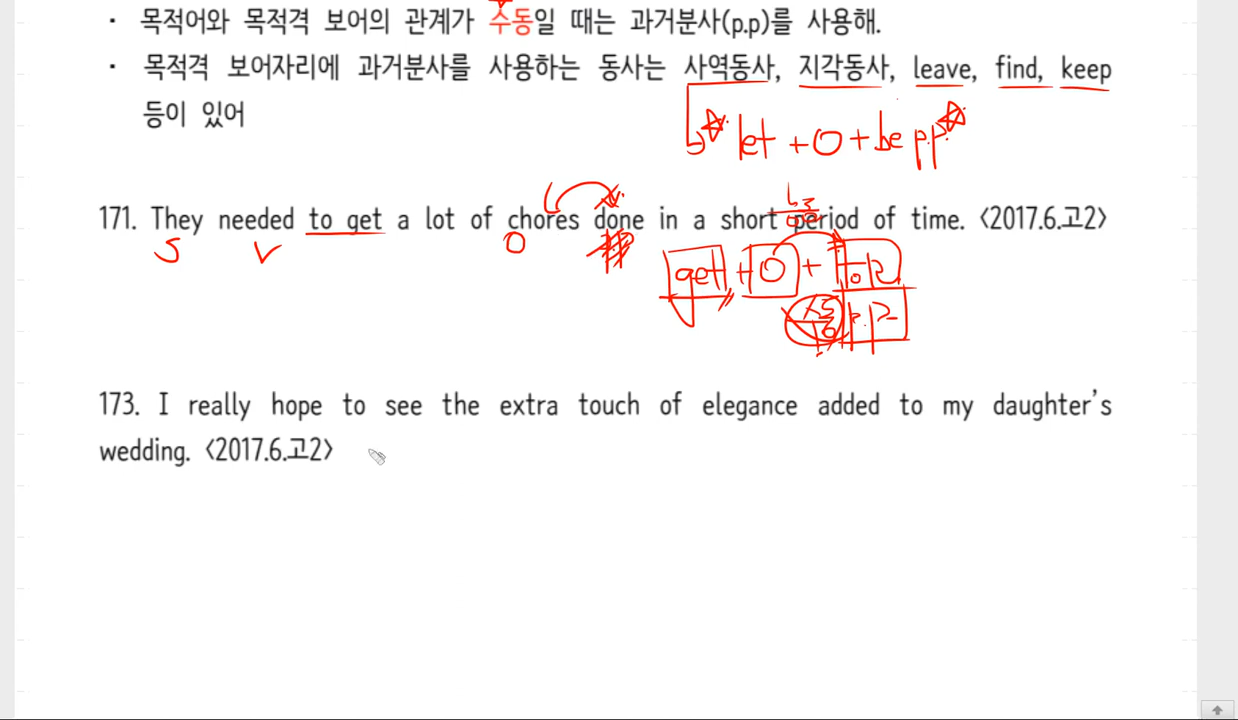 · 목적어와 목적격 보어의 관계가 수동일 때는 과거분사(p.p)를 사용해.
· 목적격 보어자리에 과거분사를 사용하는 동사는 사역동사, 지각동사, leave, find, keep
등이 있어
let + O + be p.p
171. They needed to get a lot of chores done in a short period of time. <2017.6.고2>
S V O
get + O + to R
p.p
173. I really hope to see the extra touch of elegance added to my daughter's
wedding. <2017.6.고2>